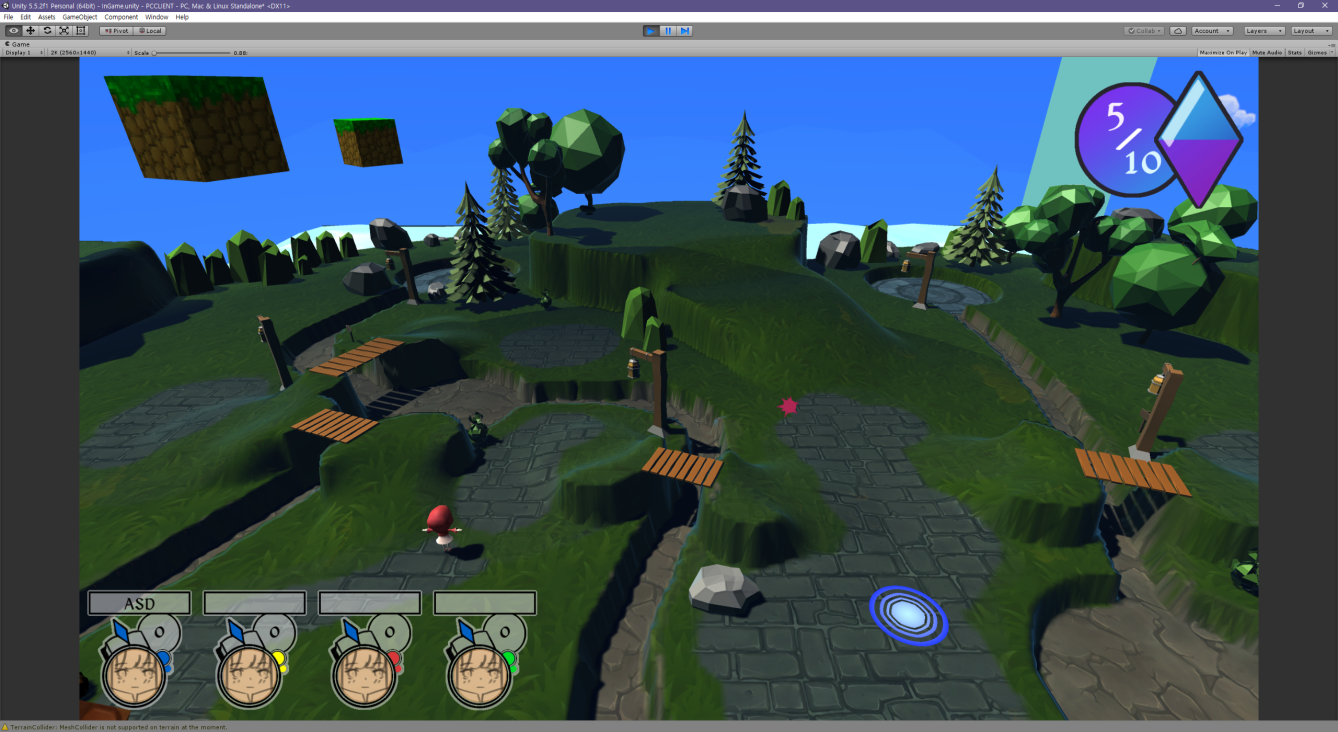 Unity 5.5.2f1 Personal (64bit) - InGame.unity - PCCLIENT - PC, Mac & Linux Standalone* <DX11>
File Edit Assets GameObject Component Window Help
Pivot Local Collab Account Layers Layout
Game
Display 1 2K (2560x1440) Scale 0.88x Maximize On Play Mute Audio Stats Gizmos
5/10
ASD
0 0 0 0
TerrainCollider: MeshCollider is not supported on terrain at the moment.